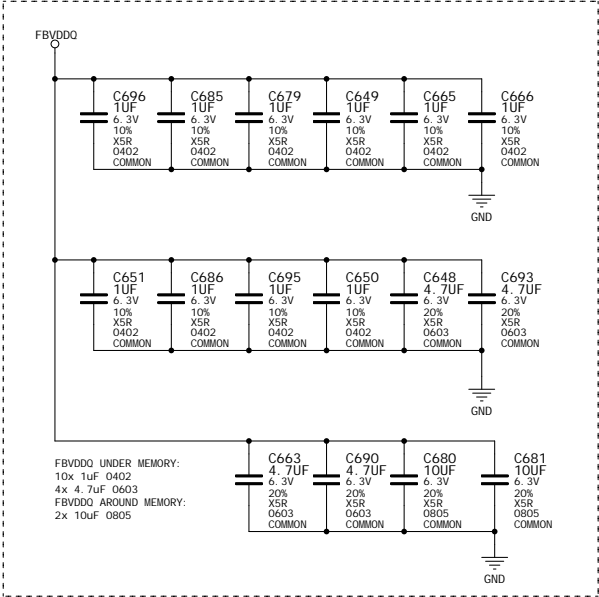 FBVDDQ
C696
1UF
6.3V
10%
X5R
0402
COMMON
C685
1UF
6.3V
10%
X5R
0402
COMMON
C679
1UF
6.3V
10%
X5R
0402
COMMON
C649
1UF
6.3V
10%
X5R
0402
COMMON
C665
1UF
6.3V
10%
X5R
0402
COMMON
C666
1UF
6.3V
10%
X5R
0402
COMMON
GND
C651
1UF
6.3V
10%
X5R
0402
COMMON
C686
1UF
6.3V
10%
X5R
0402
COMMON
C695
1UF
6.3V
10%
X5R
0402
COMMON
C650
1UF
6.3V
10%
X5R
0402
COMMON
C648
4.7UF
6.3V
20%
X5R
0603
COMMON
C693
4.7UF
6.3V
20%
X5R
0603
COMMON
GND
FBVDDQ UNDER MEMORY:
10x 1uF 0402
4x 4.7uF 0603
FBVDDQ AROUND MEMORY:
2x 10uF 0805
C663
4.7UF
6.3V
20%
X5R
0603
COMMON
C690
4.7UF
6.3V
20%
X5R
0603
COMMON
C680
10UF
6.3V
20%
X5R
0805
COMMON
C681
10UF
6.3V
20%
X5R
0805
COMMON
GND